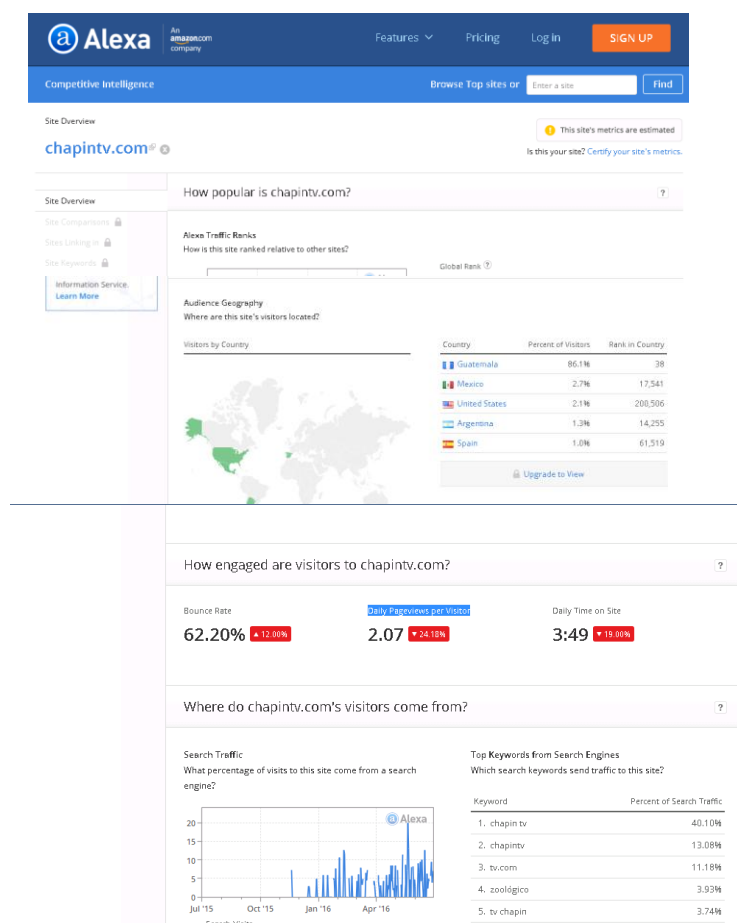 Alexa
An
amazon.com
company
Features
Pricing
Log in
SIGN UP
Competitive Intelligence
Browse Top sites or
Enter a site
Find
Site Overview
This site's metrics are estimated
chapintv.com
Is this your site? Certify your site's metrics.
Site Overview
Site Comparisons
Sites Linking In
Site Keywords
Information Service.
Learn More
How popular is chapintv.com?
?
Alexa Traffic Ranks
How is this site ranked relative to other sites?
Global Rank ?
Audience Geography
Where are this site's visitors located?
Visitors by Country
Country Percent of Visitors Rank in Country
Guatemala 86.1% 38
Mexico 2.7% 17,541
United States 2.1% 200,506
Argentina 1.3% 14,255
Spain 1.0% 61,519
Upgrade to View
How engaged are visitors to chapintv.com?
?
Bounce Rate
62.20% 12.00%
Daily Pageviews per Visitor
2.07 24.18%
Daily Time on Site
3:49 19.00%
Where do chapintv.com's visitors come from?
?
Search Traffic
What percentage of visits to this site come from a search
engine?
Alexa
20
15
10
5
0
Jul '15 Oct '15 Jan '16 Apr '16
Search Visits
Top Keywords from Search Engines
Which search keywords send traffic to this site?
Keyword Percent of Search Traffic
1. chapin tv 40.10%
2. chapintv 13.08%
3. tv.com 11.18%
4. zoológico 3.93%
5. tv chapin 3.74%